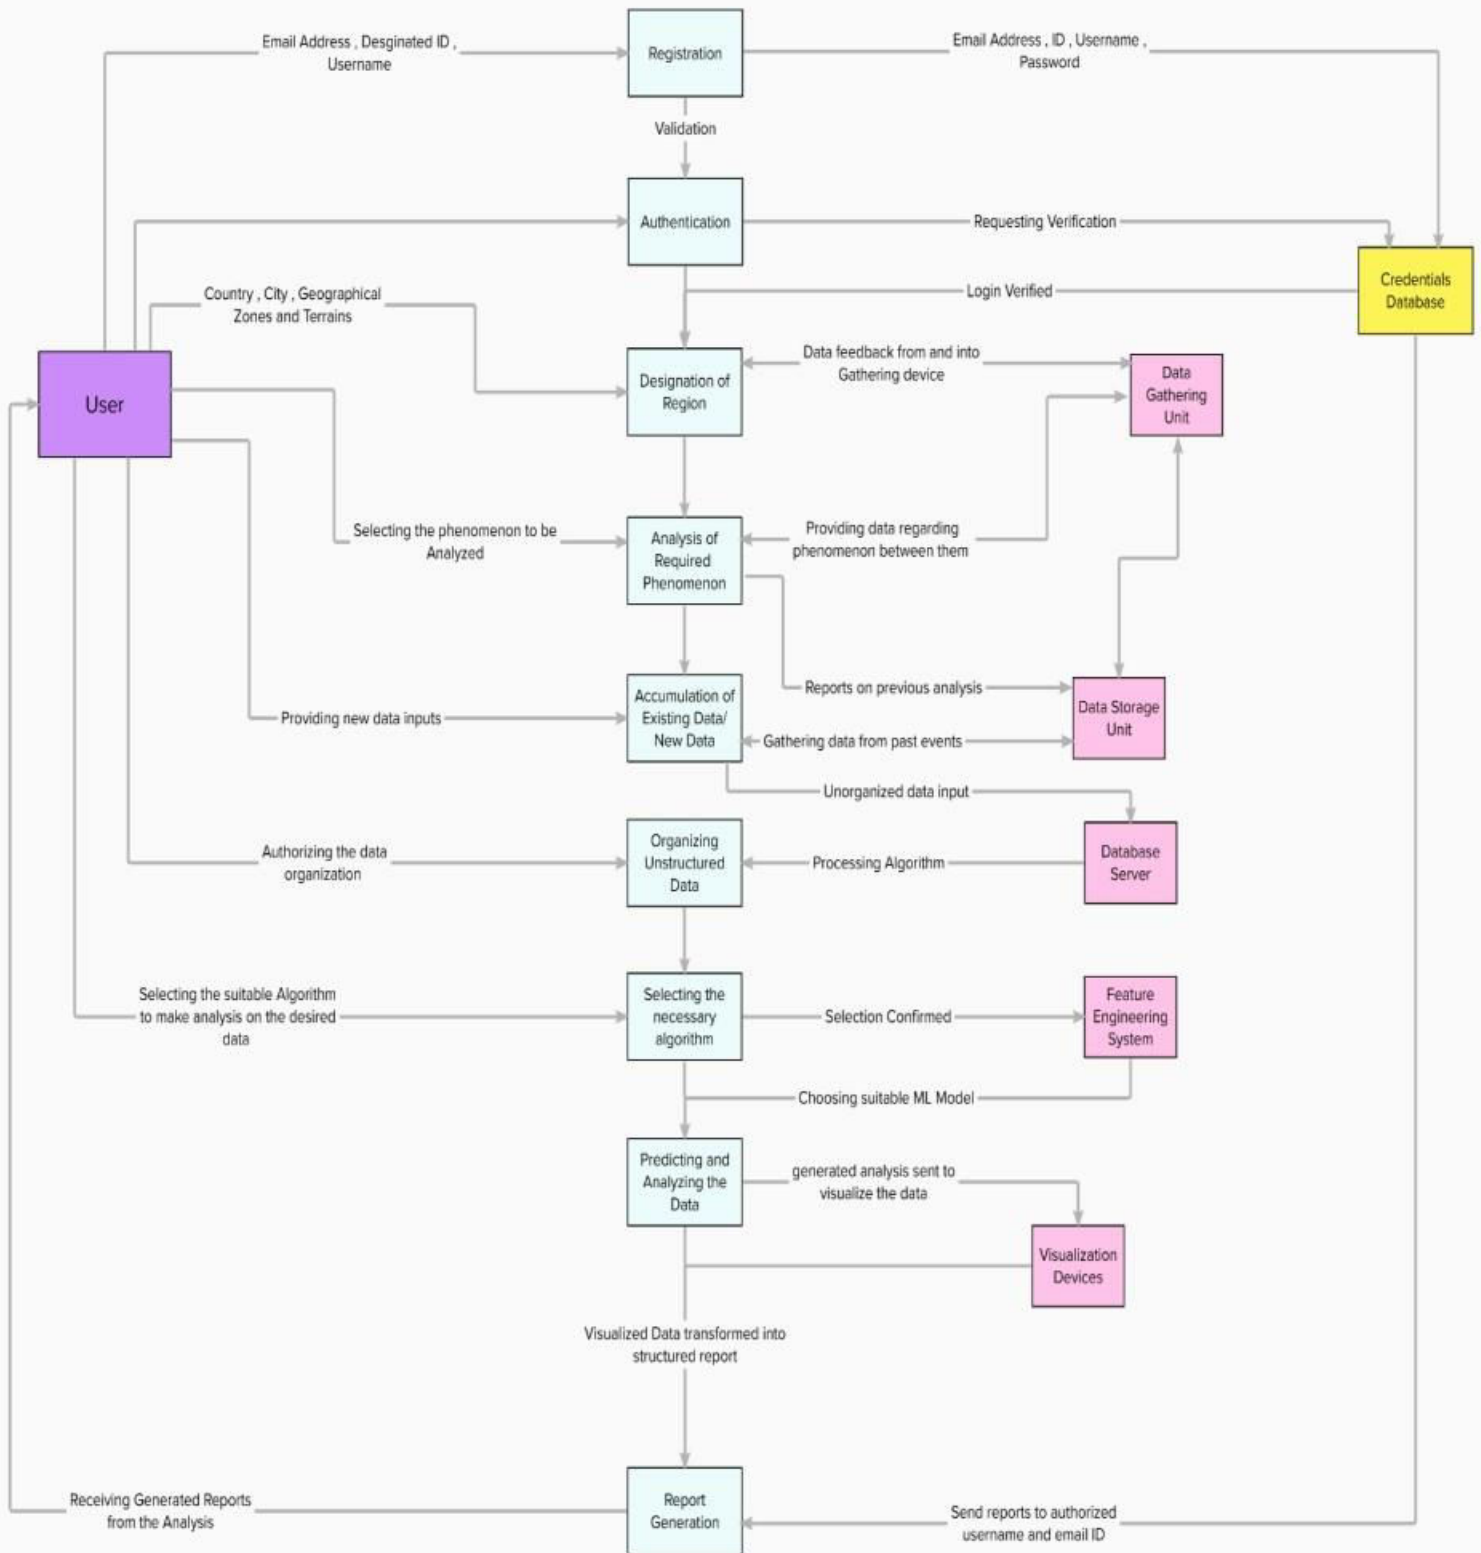 Email Address , Desginated ID ,
Username
Registration
Email Address , ID , Username ,
Password
Validation
Authentication
Requesting Verification
Credentials
Database
Login Verified
Country , City , Geographical
Zones and Terrains
User
Designation of
Region
Data feedback from and into
Gathering device
Data
Gathering
Unit
Selecting the phenomenon to be
Analyzed
Analysis of
Required
Phenomenon
Providing data regarding
phenomenon between them
Reports on previous analysis
Data Storage
Unit
Providing new data inputs
Accumulation of
Existing Data/
New Data
Gathering data from past events
Unorganized data input
Authorizing the data
organization
Organizing
Unstructured
Data
Processing Algorithm
Database
Server
Selecting the suitable Algorithm
to make analysis on the desired
data
Selecting the
necessary
algorithm
Selection Confirmed
Feature
Engineering
System
Choosing suitable ML Model
Predicting and
Analyzing the
Data
generated analysis sent to
visualize the data
Visualization
Devices
Visualized Data transformed into
structured report
Receiving Generated Reports
from the Analysis
Report
Generation
Send reports to authorized
username and email ID